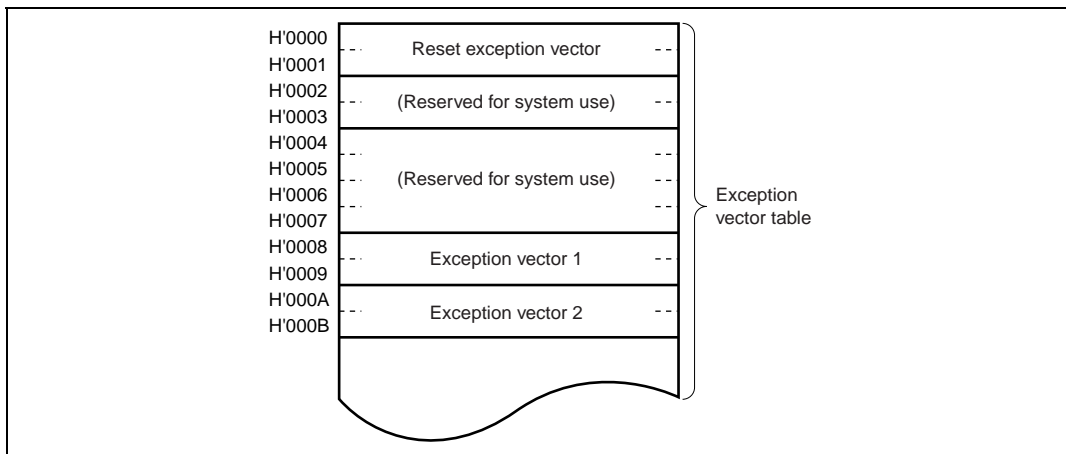 H'0000
Reset exception vector
H'0001
H'0002
(Reserved for system use)
H'0003
H'0004
H'0005
(Reserved for system use)
H'0006
H'0007
H'0008
Exception vector 1
H'0009
H'000A
Exception vector 2
H'000B
Exception
vector table